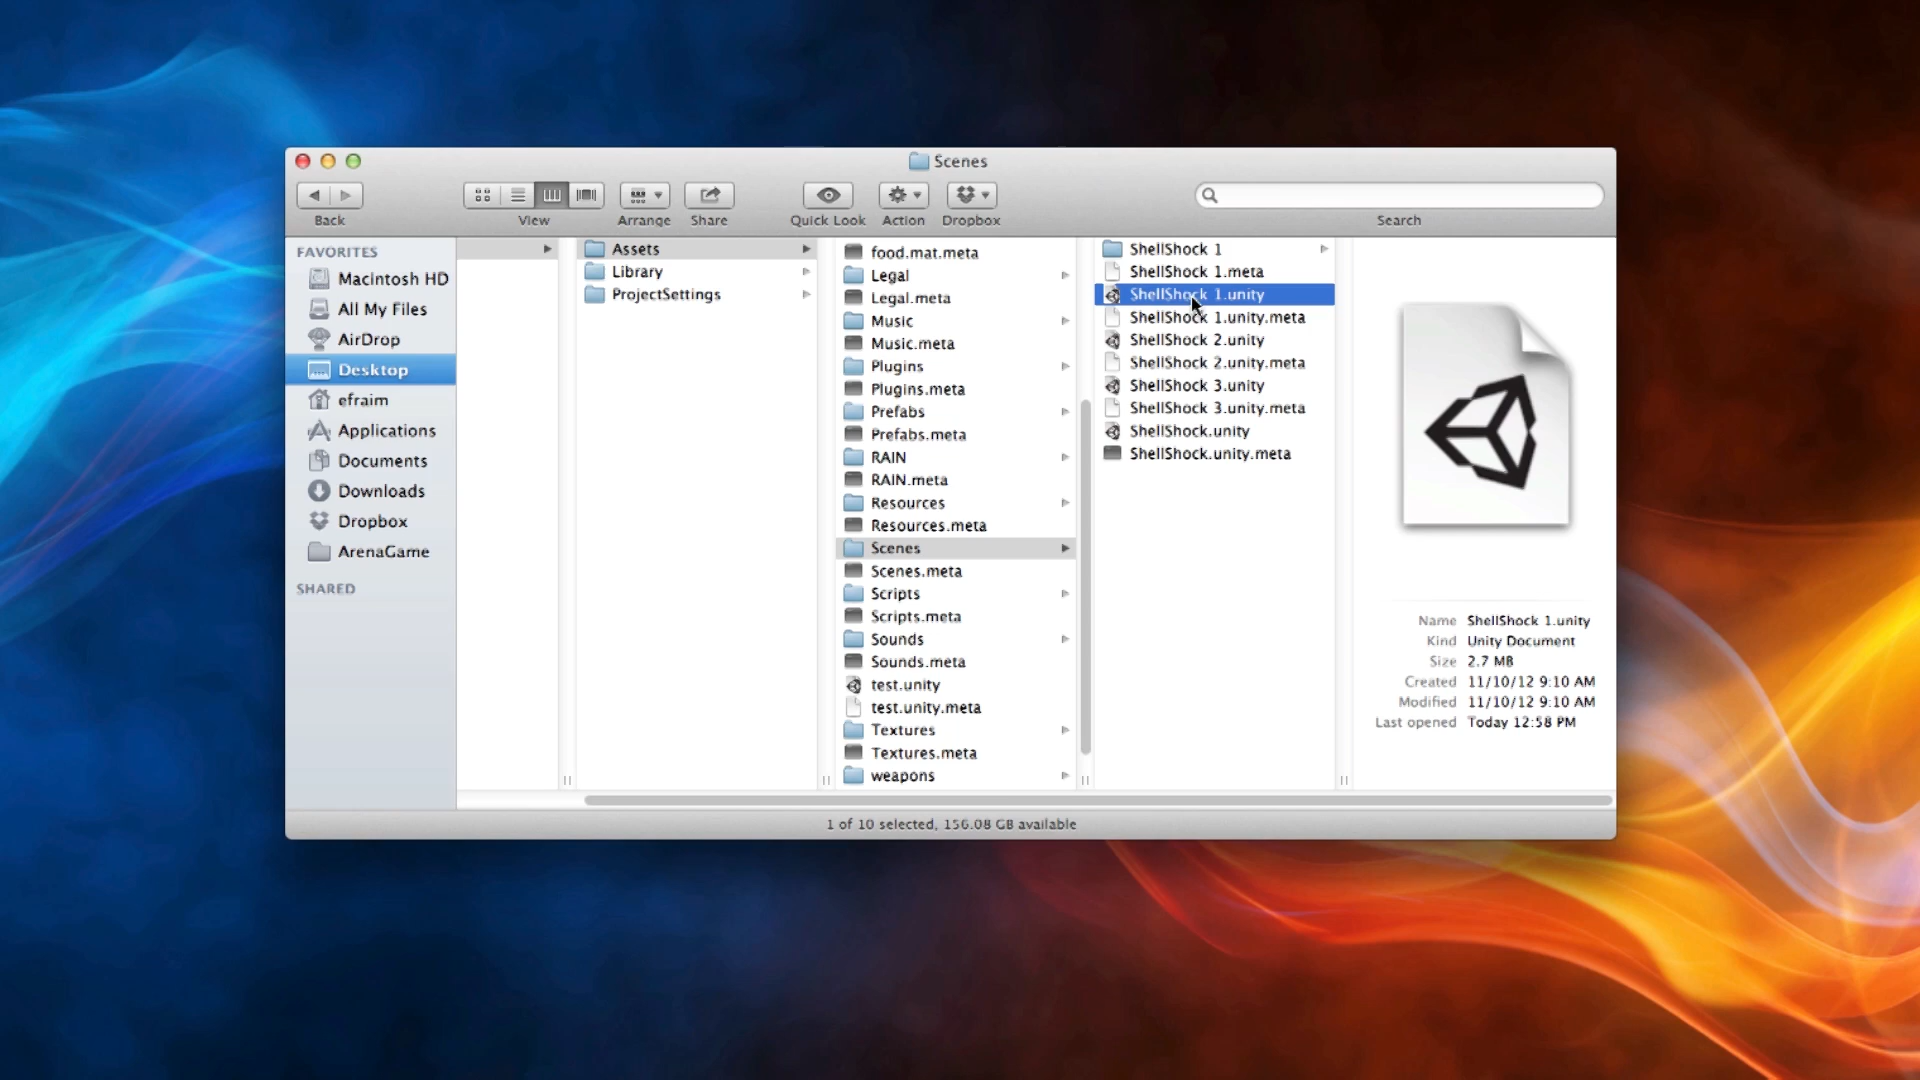 Scenes
Back
View
Arrange
Share
Quick Look
Action
Dropbox
Search
FAVORITES
Macintosh HD
All My Files
AirDrop
Desktop
efraim
Applications
Documents
Downloads
Dropbox
ArenaGame
SHARED
Assets
Library
ProjectSettings
food.mat.meta
Legal
Legal.meta
Music
Music.meta
Plugins
Plugins.meta
Prefabs
Prefabs.meta
RAIN
RAIN.meta
Resources
Resources.meta
Scenes
Scenes.meta
Scripts
Scripts.meta
Sounds
Sounds.meta
test.unity
test.unity.meta
Textures
Textures.meta
weapons
ShellShock 1
ShellShock 1.meta
ShellShock 1.unity
ShellShock 1.unity.meta
ShellShock 2.unity
ShellShock 2.unity.meta
ShellShock 3.unity
ShellShock 3.unity.meta
ShellShock.unity
ShellShock.unity.meta
Name ShellShock 1.unity
Kind Unity Document
Size 2.7 MB
Created 11/10/12 9:10 AM
Modified 11/10/12 9:10 AM
Last opened Today 12:58 PM
1 of 10 selected, 156.08 GB available